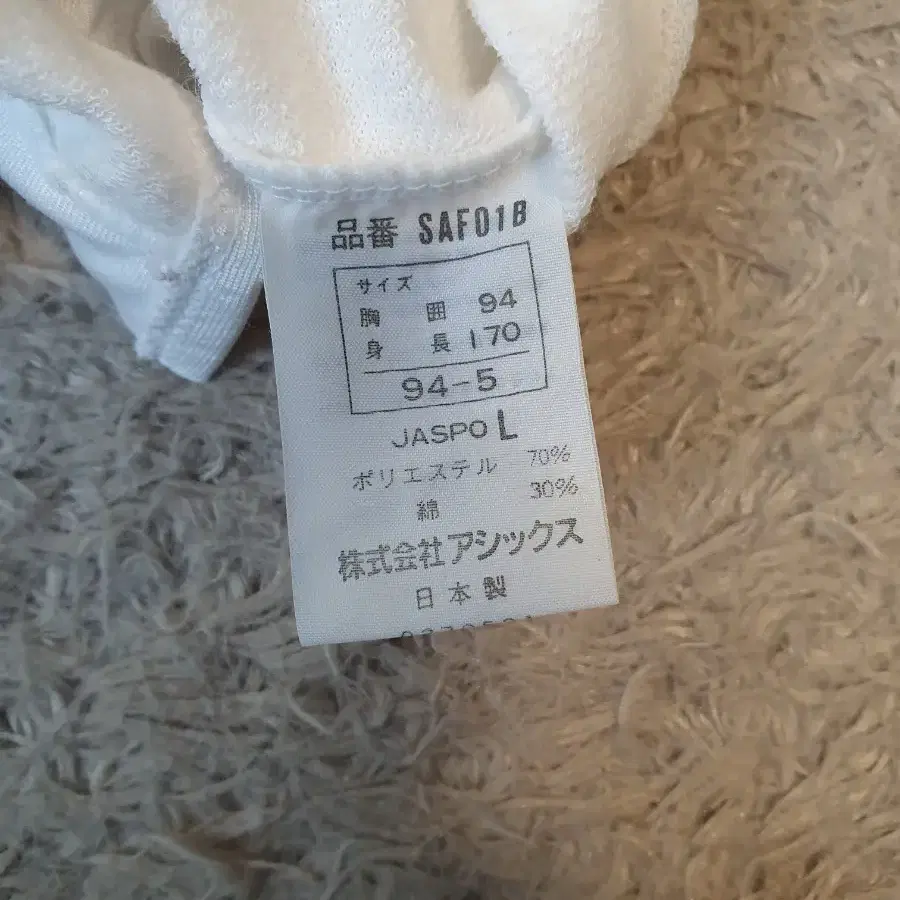 品番 SAF01B
サイズ
胸囲 94
身長 170
94-5
JASPO L
ポリエステル 70%
綿 30%
株式会社アシックス
日本製